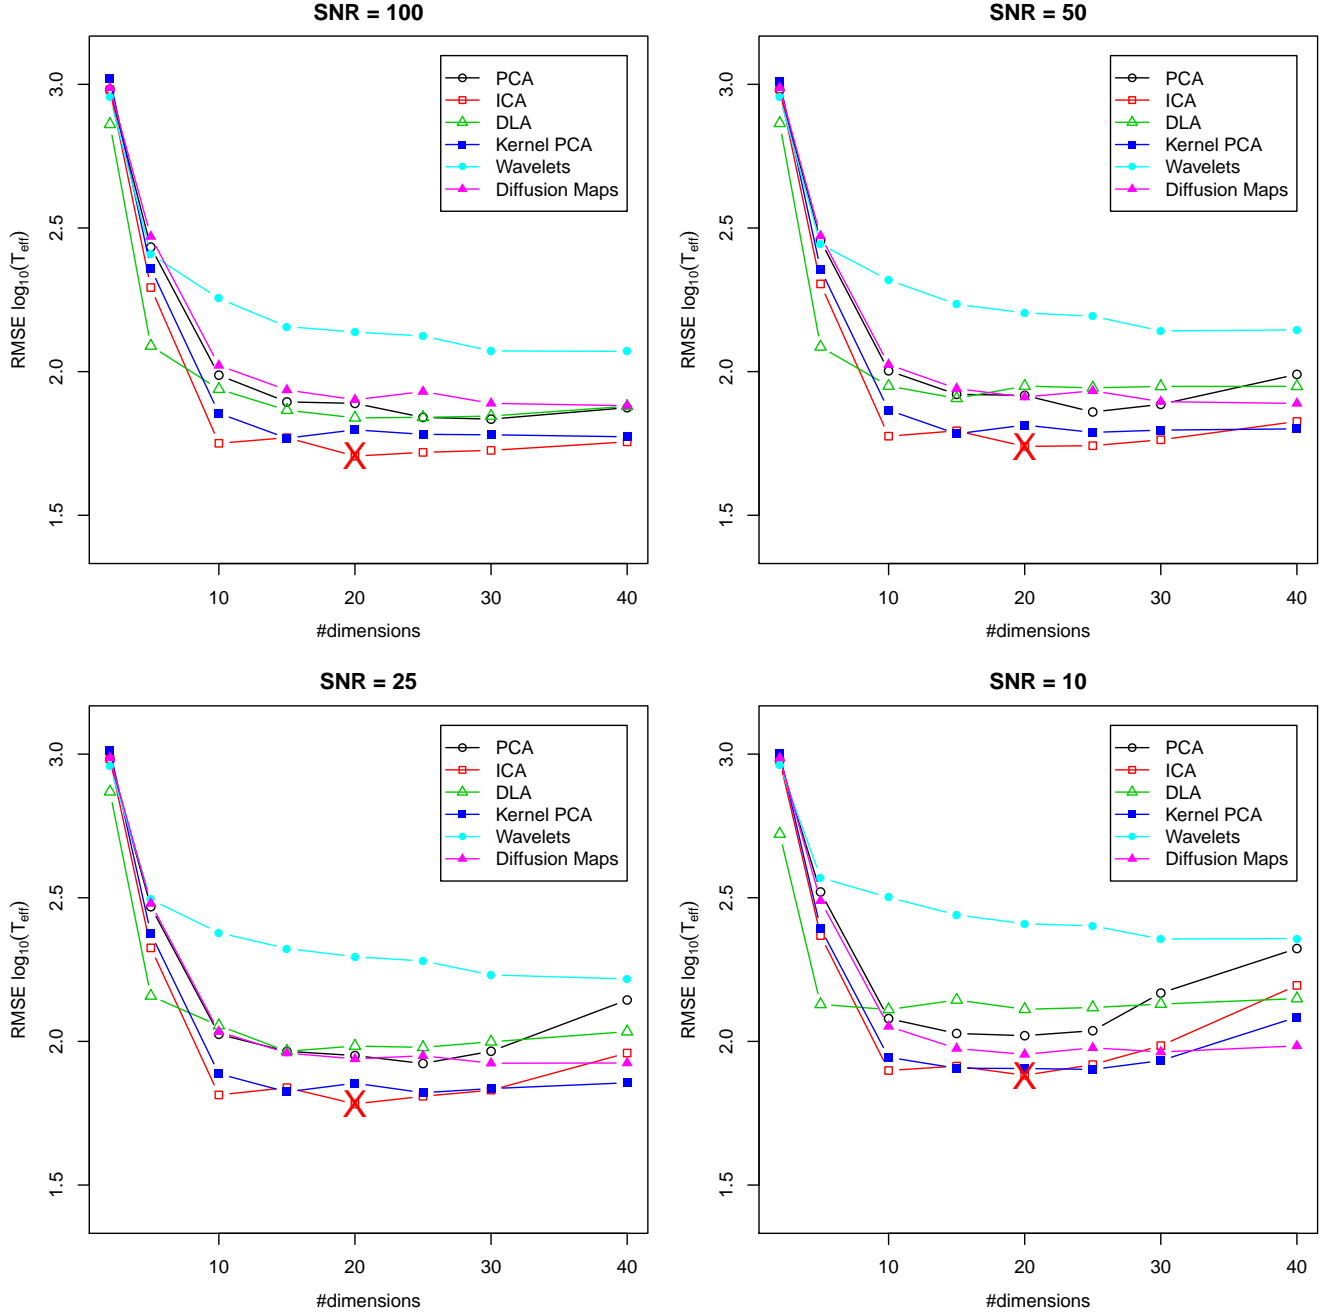 SNR = 100
3.0
2.5
2.0
1.5
RMSE log10(Teff)
PCA
ICA
DLA
Kernel PCA
Wavelets
Diffusion Maps
10 20 30 40
#dimensions
SNR = 50
3.0
2.5
2.0
1.5
RMSE log10(Teff)
PCA
ICA
DLA
Kernel PCA
Wavelets
Diffusion Maps
10 20 30 40
#dimensions
SNR = 25
3.0
2.5
2.0
1.5
RMSE log10(Teff)
PCA
ICA
DLA
Kernel PCA
Wavelets
Diffusion Maps
10 20 30 40
#dimensions
SNR = 10
3.0
2.5
2.0
1.5
RMSE log10(Teff)
PCA
ICA
DLA
Kernel PCA
Wavelets
Diffusion Maps
10 20 30 40
#dimensions